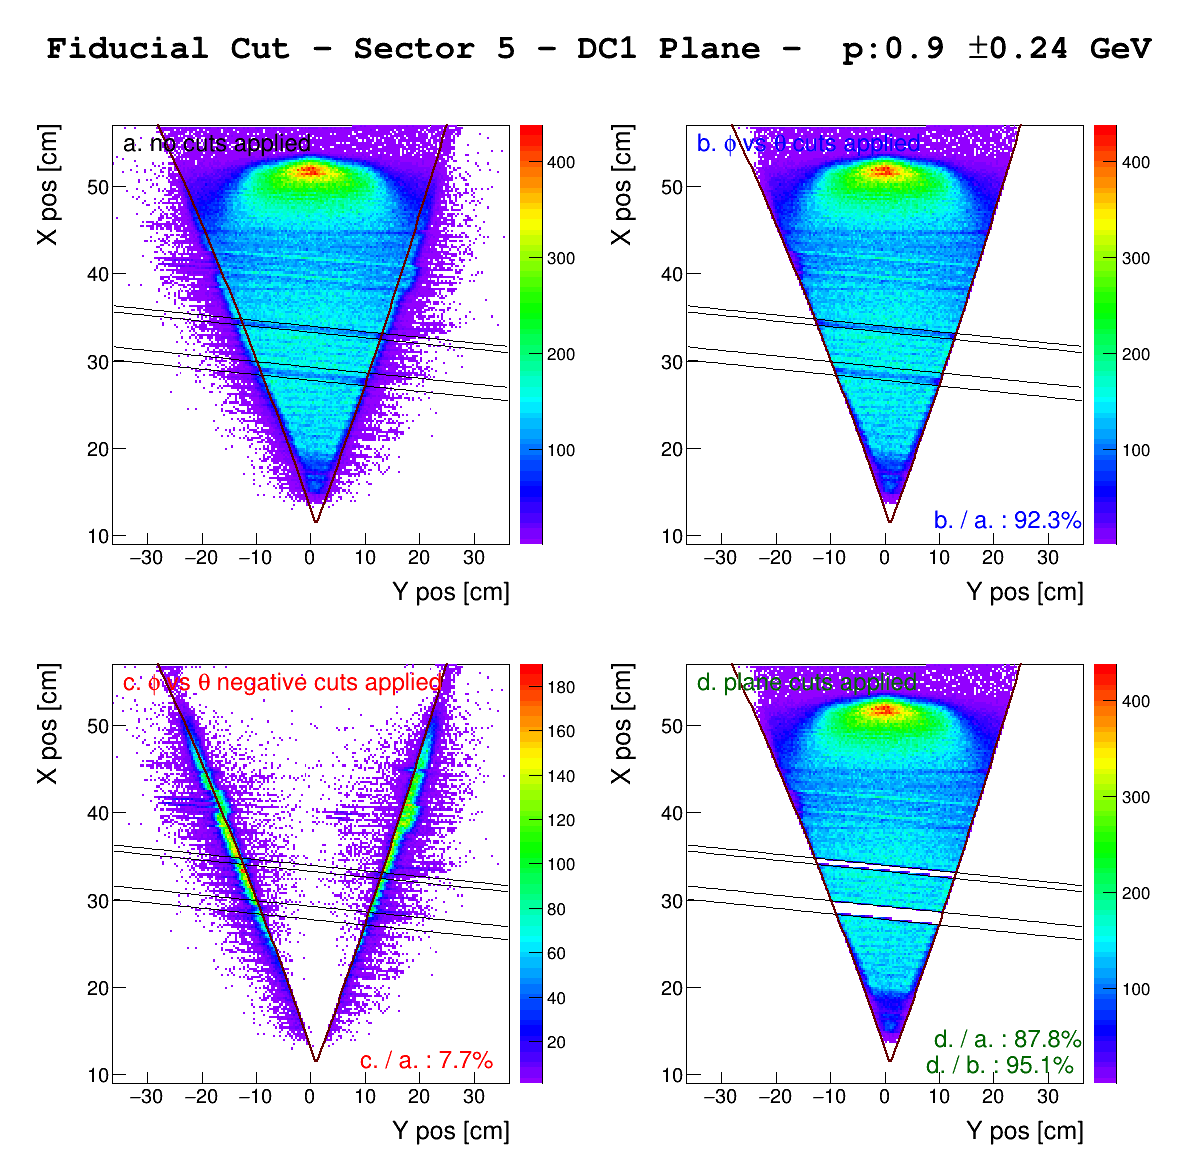 Fiducial Cut – Sector 5 – DC1 Plane – p:0.9 ±0.24 GeV
X pos [cm]
a. no cuts applied
50
40
30
20
10
−30 −20 −10 0 10 20 30
Y pos [cm]
400
300
200
100
X pos [cm]
b. ϕ vs θ cuts applied
50
40
30
20
10
b. / a. : 92.3%
−30 −20 −10 0 10 20 30
Y pos [cm]
400
300
200
100
X pos [cm]
c. ϕ vs θ negative cuts applied
50
40
30
20
10
c. / a. : 7.7%
−30 −20 −10 0 10 20 30
Y pos [cm]
180
160
140
120
100
80
60
40
20
X pos [cm]
d. plane cuts applied
50
40
30
20
10
d. / a. : 87.8%
d. / b. : 95.1%
−30 −20 −10 0 10 20 30
Y pos [cm]
400
300
200
100